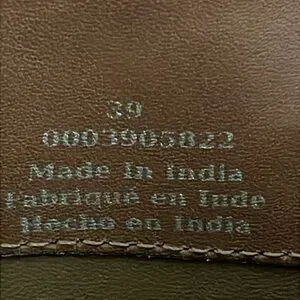 39
0003905822
Made in India
Fabriqué en Inde
Hecho en India